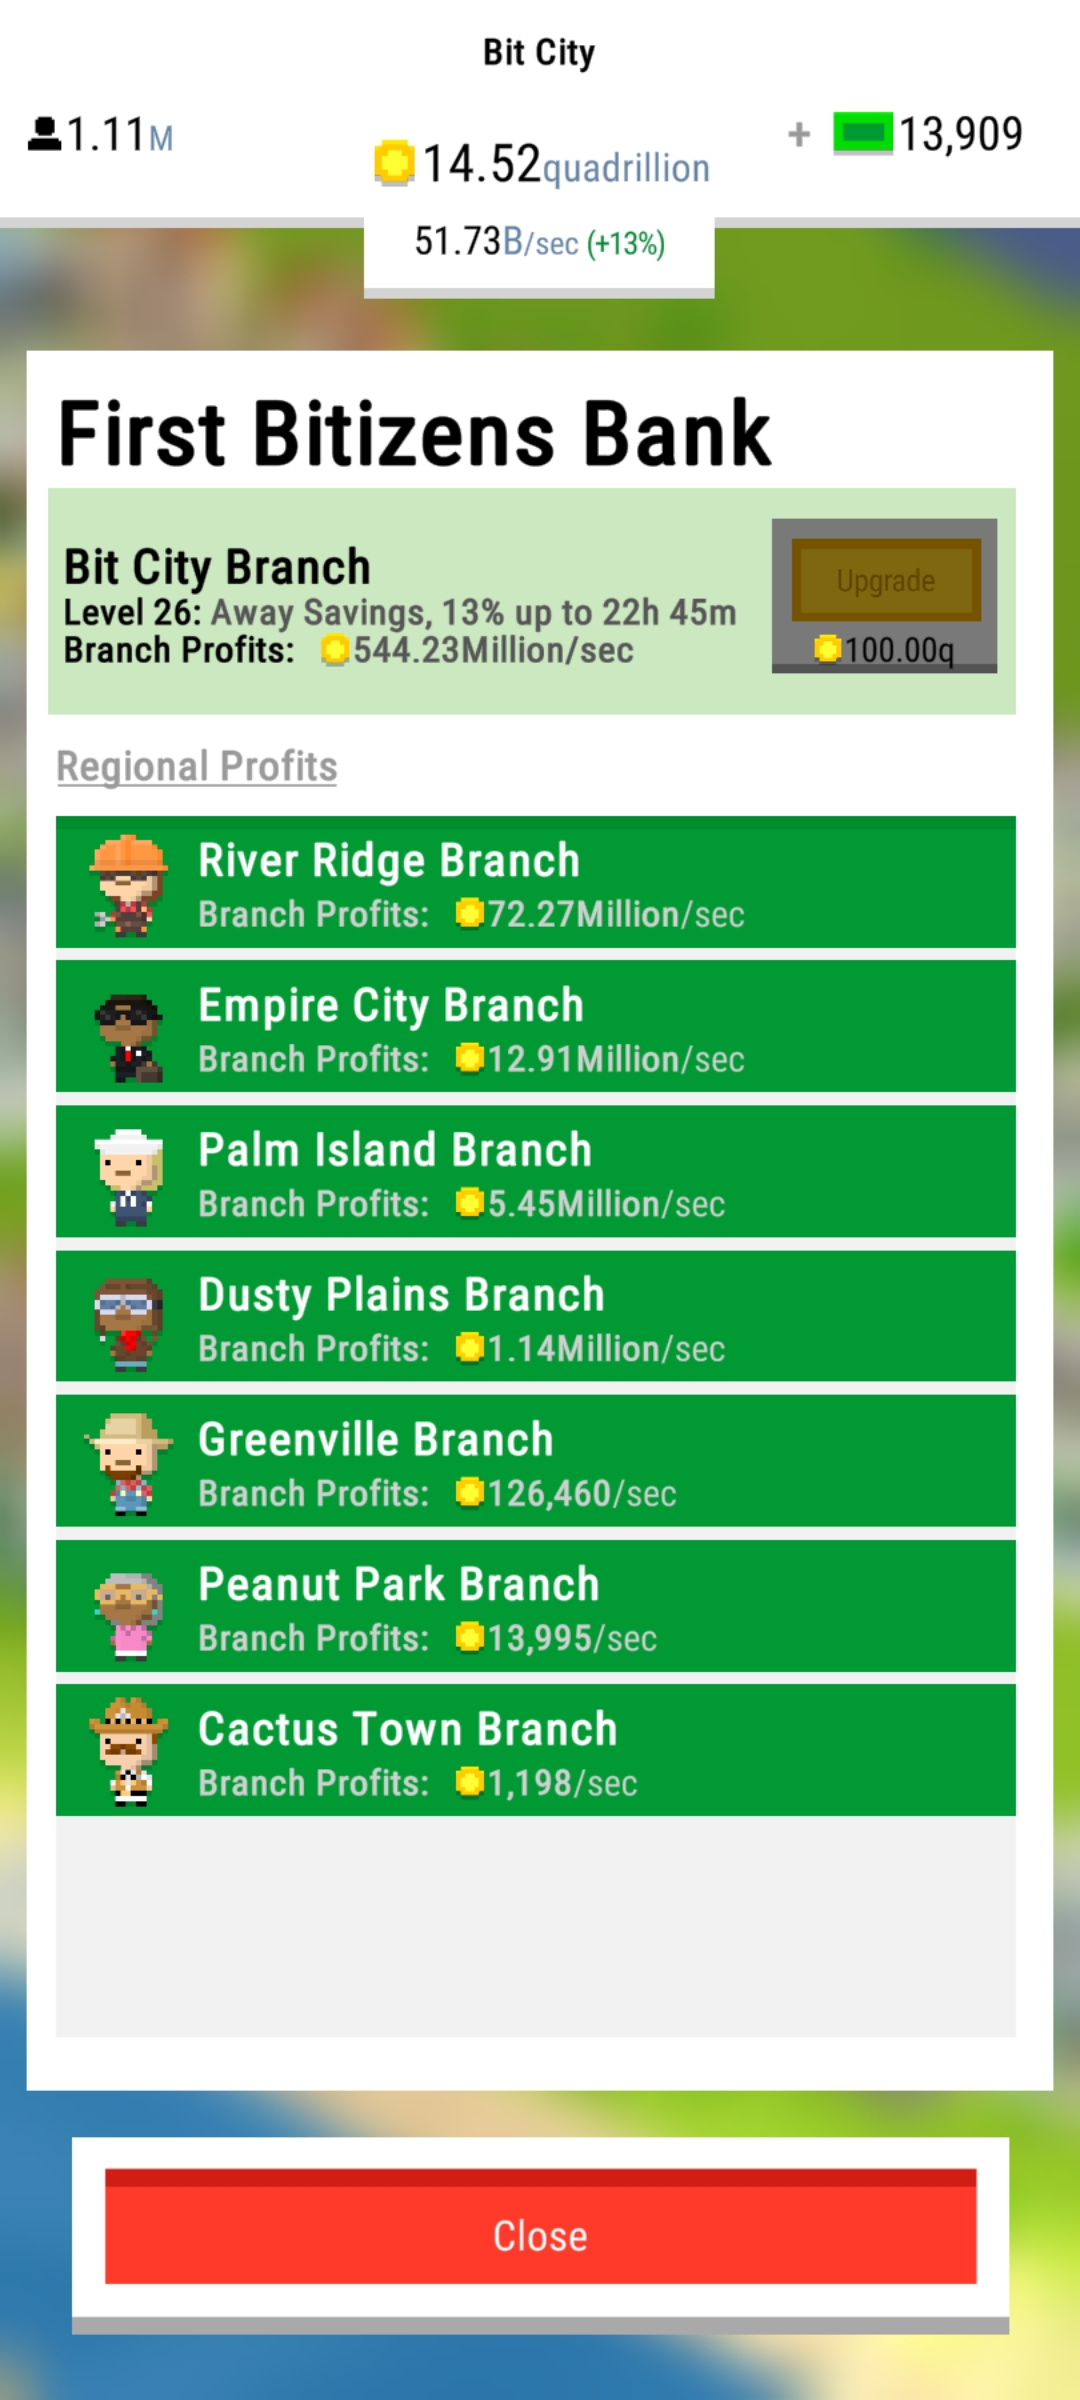 Bit City
1.11M
14.52quadrillion
+ 13,909
51.73B/sec (+13%)
First Bitizens Bank
Bit City Branch
Level 26: Away Savings, 13% up to 22h 45m
Branch Profits: 544.23Million/sec
Upgrade
100.00q
Regional Profits
River Ridge Branch
Branch Profits: 72.27Million/sec
Empire City Branch
Branch Profits: 12.91Million/sec
Palm Island Branch
Branch Profits: 5.45Million/sec
Dusty Plains Branch
Branch Profits: 1.14Million/sec
Greenville Branch
Branch Profits: 126,460/sec
Peanut Park Branch
Branch Profits: 13,995/sec
Cactus Town Branch
Branch Profits: 1,198/sec
Close